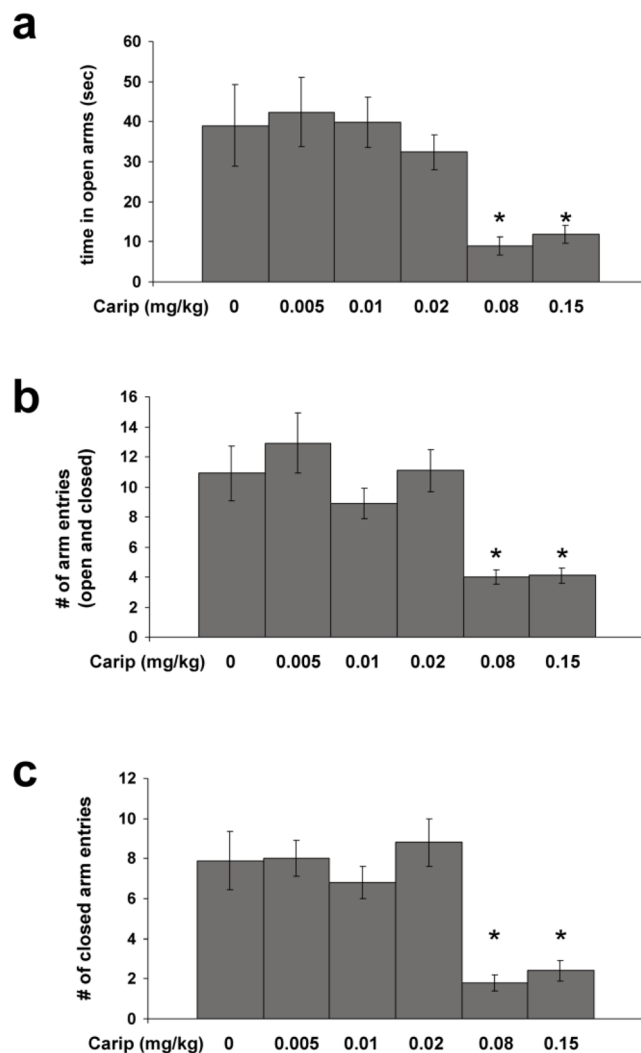 a
time in open arms (sec)
60
50
40
30
20
10
0
* *
Carip (mg/kg) 0 0.005 0.01 0.02 0.08 0.15
b
# of arm entries
(open and closed)
16
14
12
10
8
6
4
2
0
* *
Carip (mg/kg) 0 0.005 0.01 0.02 0.08 0.15
c
# of closed arm entries
12
10
8
6
4
2
0
* *
Carip (mg/kg) 0 0.005 0.01 0.02 0.08 0.15